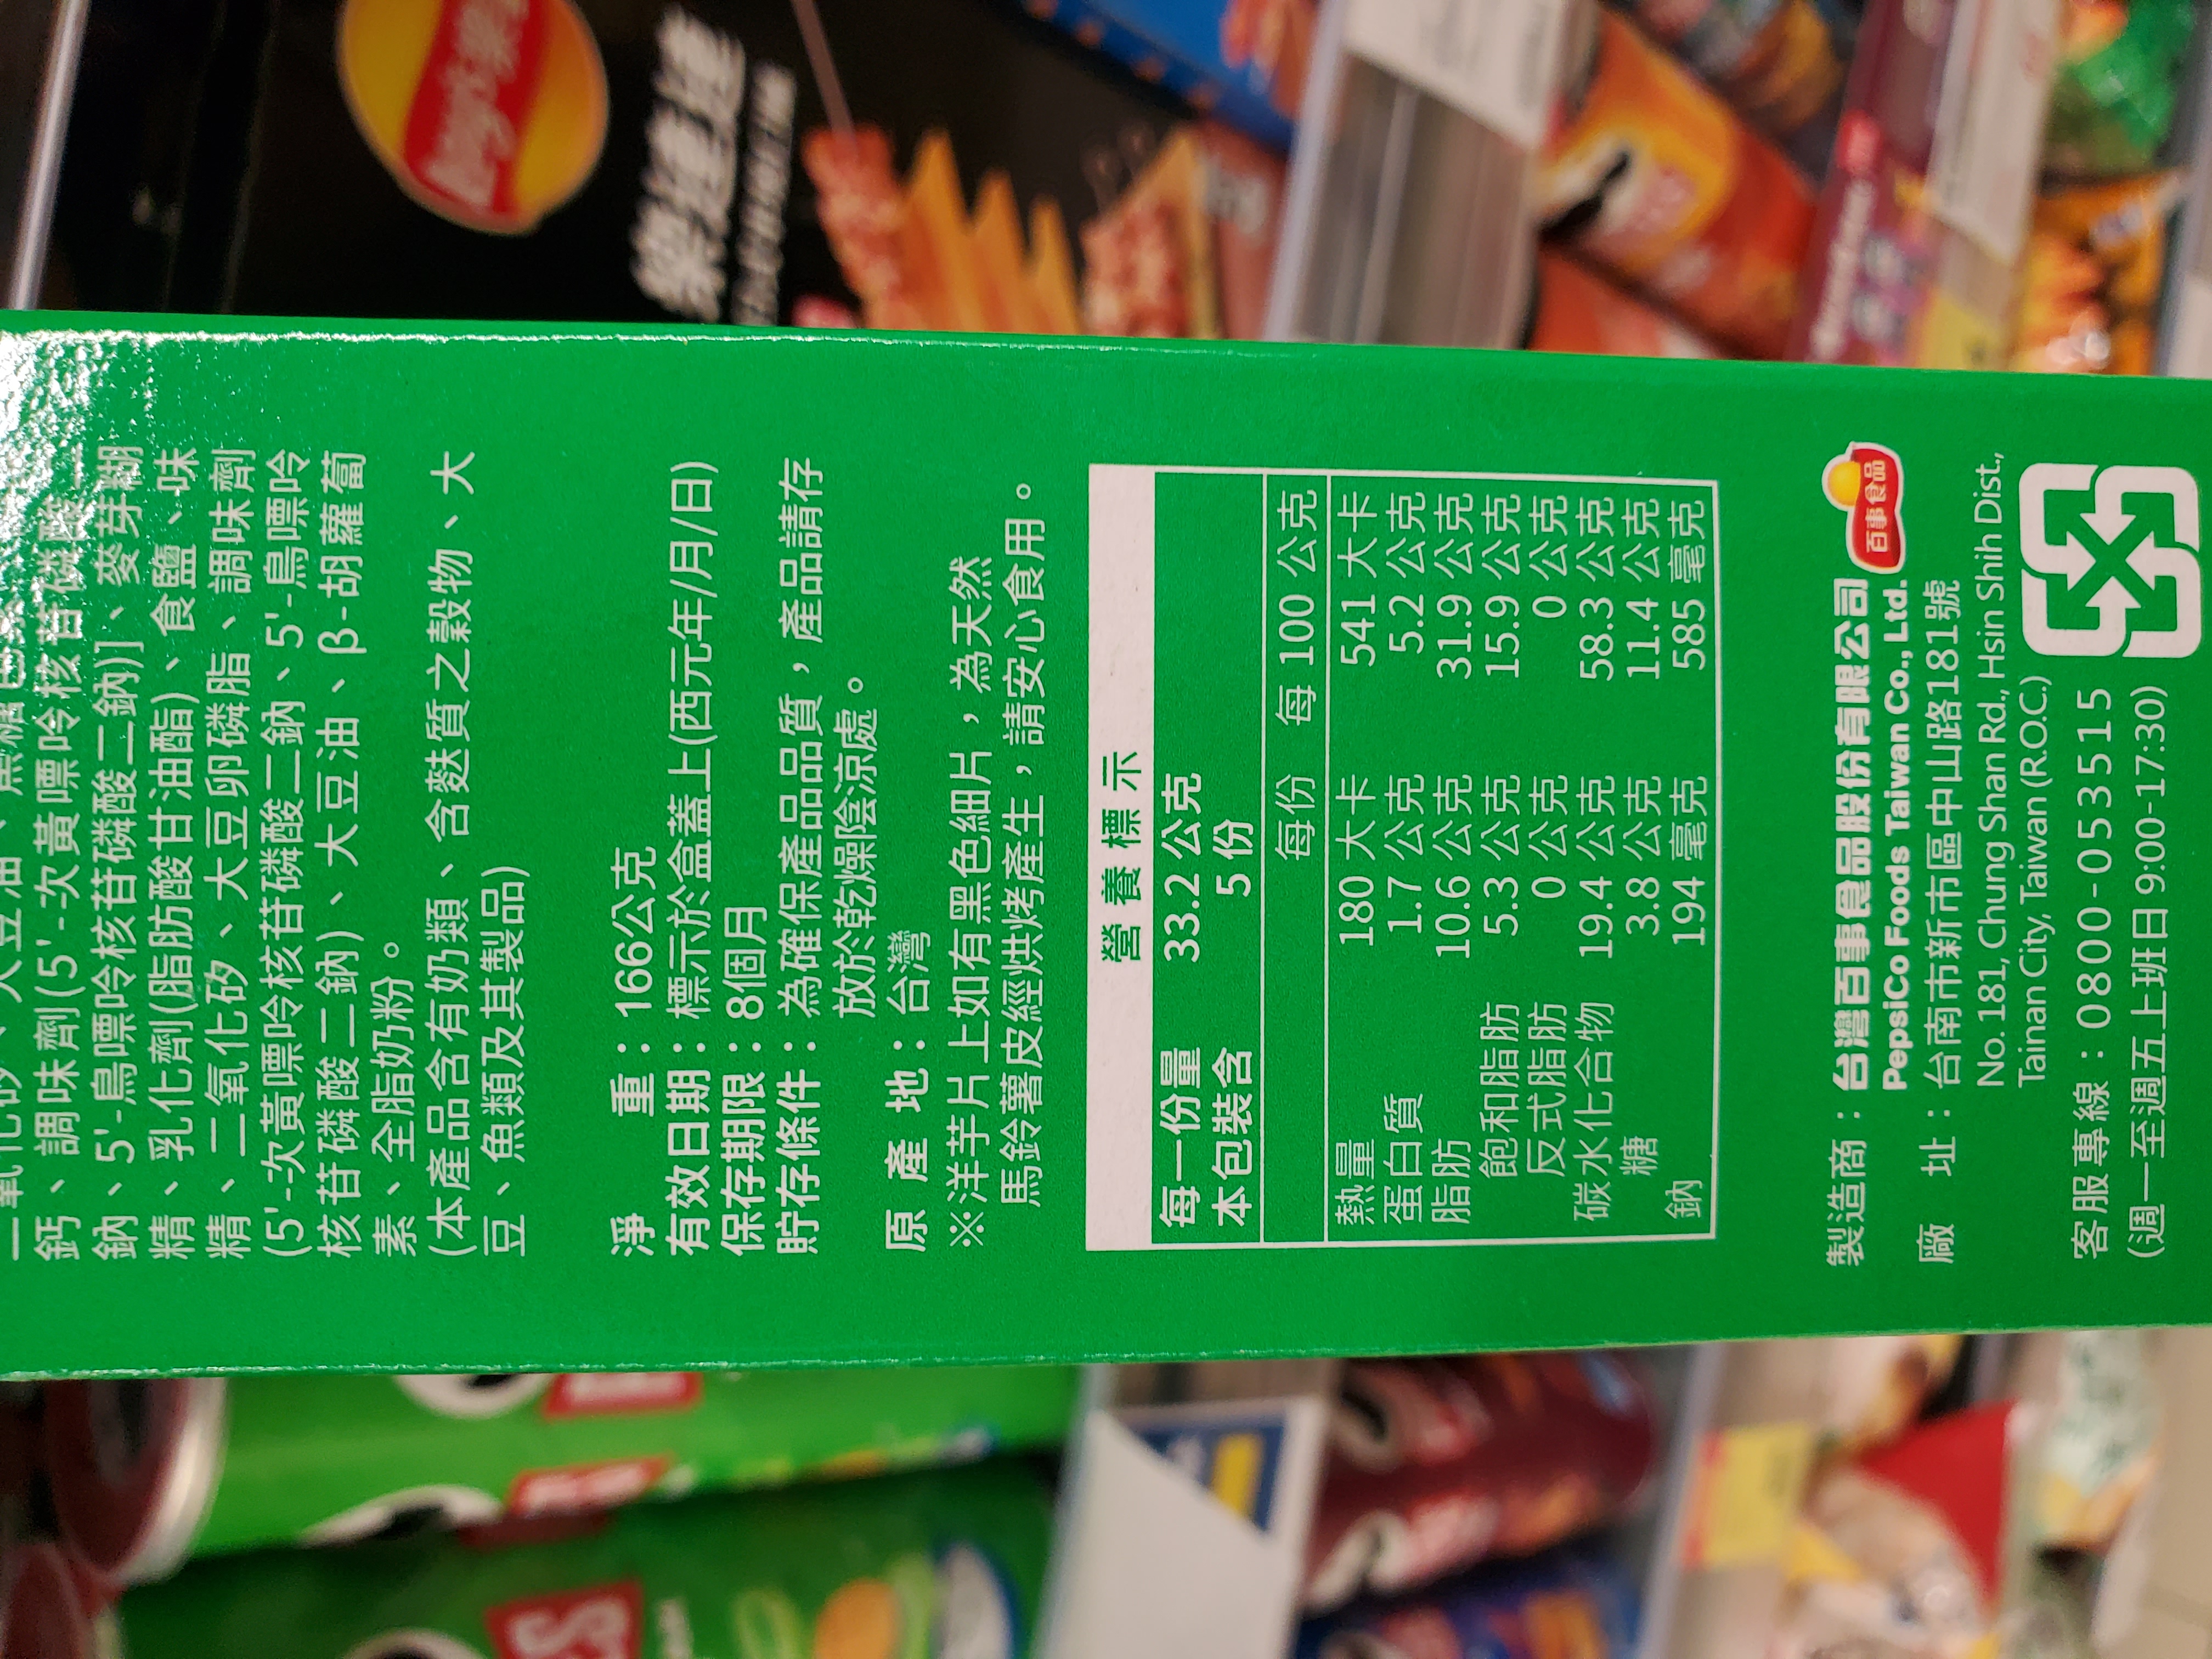 二氧化矽、大豆油、焦糖色素
鈣、調味劑(5'-次黃嘌呤核苷磷酸二
鈉、5'-鳥嘌呤核苷磷酸二鈉)]、麥芽糊
精、乳化劑(脂肪酸甘油酯)、食鹽、味
精、二氧化矽、大豆卵磷脂、調味劑
(5'-次黃嘌呤核苷磷酸二鈉、5'-鳥嘌呤
核苷磷酸二鈉)、大豆油、β-胡蘿蔔
素、全脂奶粉。
(本產品含有奶類、含麩質之穀物、大
豆、魚類及其製品)
淨 重：166公克
有效日期：標示於盒蓋上(西元年/月/日)
保存期限：8個月
貯存條件：為確保產品品質，產品請存
放於乾燥陰涼處。
原 產 地：台灣
※洋芋片上如有黑色細片，為天然
馬鈴薯皮經烘烤產生，請安心食用。
營養標示
每一份量 33.2 公克
本包裝含 5 份
每份 每 100 公克
熱量 180 大卡 541 大卡
蛋白質 1.7 公克 5.2 公克
脂肪 10.6 公克 31.9 公克
飽和脂肪 5.3 公克 15.9 公克
反式脂肪 0 公克 0 公克
碳水化合物 19.4 公克 58.3 公克
糖 3.8 公克 11.4 公克
鈉 194 毫克 585 毫克
製造商：台灣百事食品股份有限公司
百事食品
PepsiCo Foods Taiwan Co., Ltd.
廠 址：台南市新市區中山路181號
No. 181, Chung Shan Rd., Hsin Shih Dist.,
Tainan City, Taiwan (R.O.C.)
客服專線：0800-053515
(週一至週五上班日9:00-17:30)
Lay's樂事
樂連連